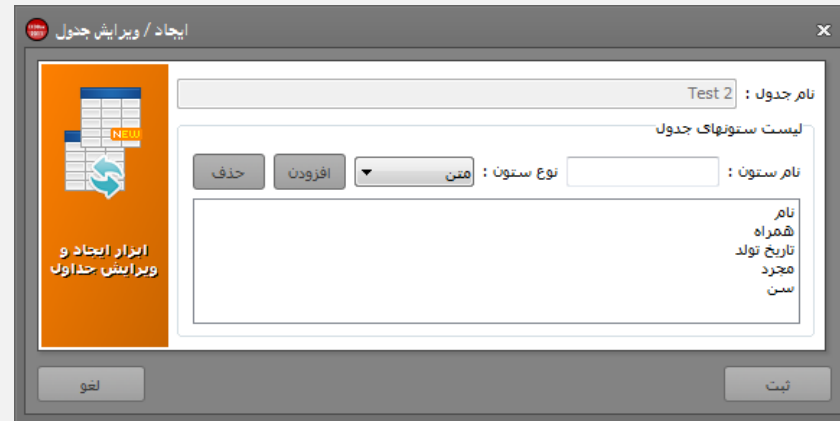 ایجاد / ویرایش جدول
نام جدول : Test 2
لیست ستونهای جدول
نام ستون : نوع ستون : متن افزودن حذف
نام
همراه
تاریخ تولد
مجرد
سن
NEW
ابزار ایجاد و
ویرایش جداول
ثبت لغو